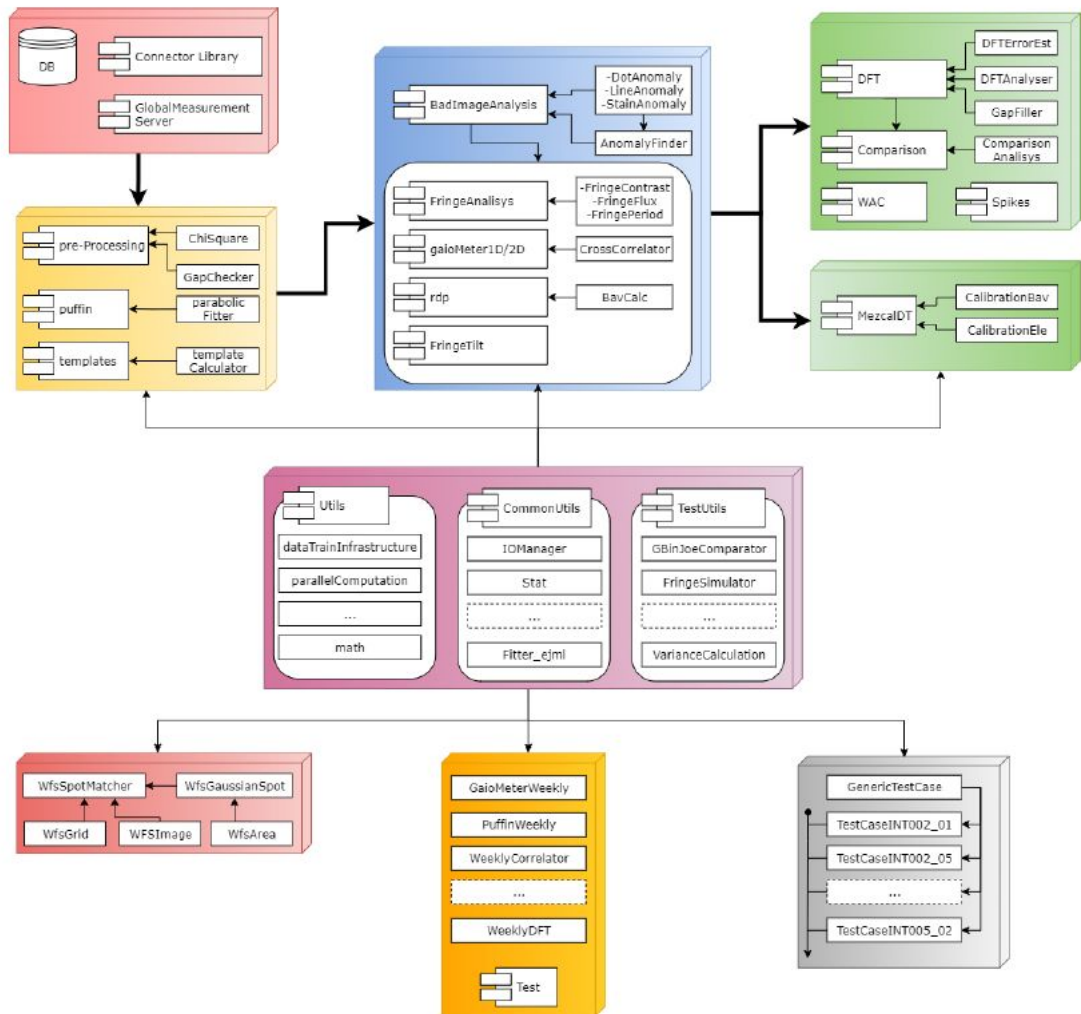 DB
Connector Library
GlobalMeasurement
Server
pre-Processing
ChiSquare
GapChecker
puffin
parabolic
Fitter
templates
template
Calculator
BadImageAnalysis
-DotAnomaly
-LineAnomaly
-StainAnomaly
AnomalyFinder
FringeAnalisys
-FringeContrast
-FringeFlux
-FringePeriod
gaioMeter1D/2D
CrossCorrelator
rdp
BavCalc
FringeTilt
DFT
DFTErrorEst
DFTAnalyser
GapFiller
Comparison
Comparison
Analisys
WAC
Spikes
MezcalDT
CalibrationBav
CalibrationEle
Utils
dataTrainInfrastructure
parallelComputation
...
math
CommonUtils
IOManager
Stat
...
Fitter_ejml
TestUtils
GBinJoeComparator
FringeSimulator
...
VarianceCalculation
WfsSpotMatcher
WfsGaussianSpot
WfsGrid
WFSImage
WfsArea
GaioMeterWeekly
PuffinWeekly
WeeklyCorrelator
...
WeeklyDFT
Test
GenericTestCase
TestCaseINT002_01
TestCaseINT002_05
...
TestCaseINT005_02